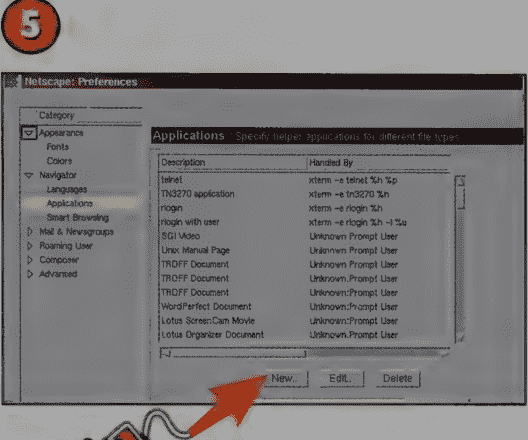 5
Netscape: Preferences
Category
Appearance
Fonts
Colors
Navigator
Languages
Applications
Smart Browsing
Mail & Newsgroups
Roaming User
Composer
Advanced
Applications Specify helper applications for different file types
Description Handled By
telnet xterm -e telnet %h %p
TN3270 application xterm -e tn3270 %h
rlogin xterm -e rlogin %h
rlogin with user xterm -e rlogin %h -l %u
SGI Video Unknown:Prompt User
Unix Manual Page Unknown:Prompt User
TROFF Document Unknown:Prompt User
TROFF Document Unknown:Prompt User
TROFF Document Unknown:Prompt User
WordPerfect Document Unknown:Prompt User
Lotus ScreenCam Movie Unknown:Prompt User
Lotus Organizer Document Unknown:Prompt User
New... Edit... Delete